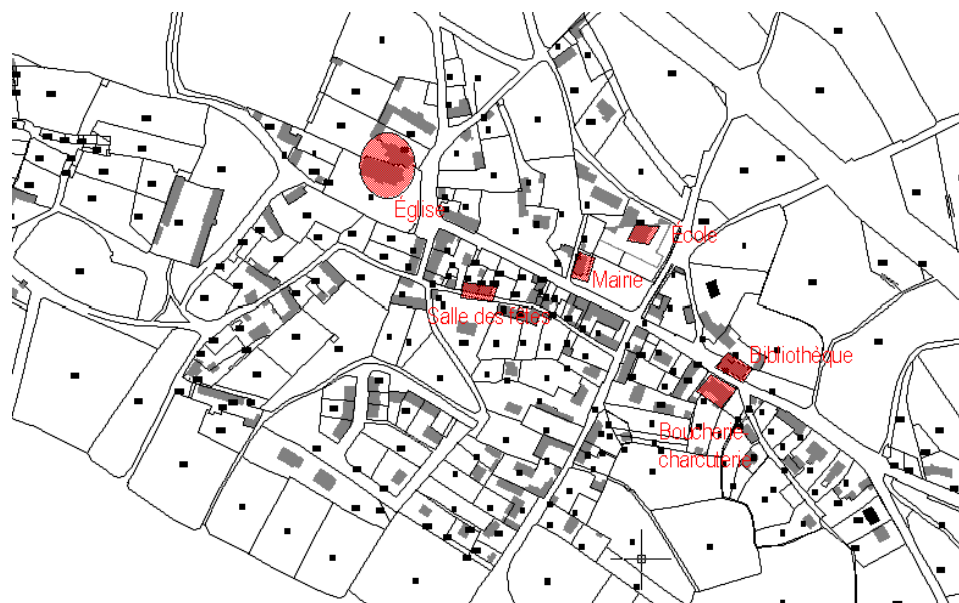 Église
École
Mairie
Salle des fêtes
Bibliothèque
Boucherie-
charcuterie